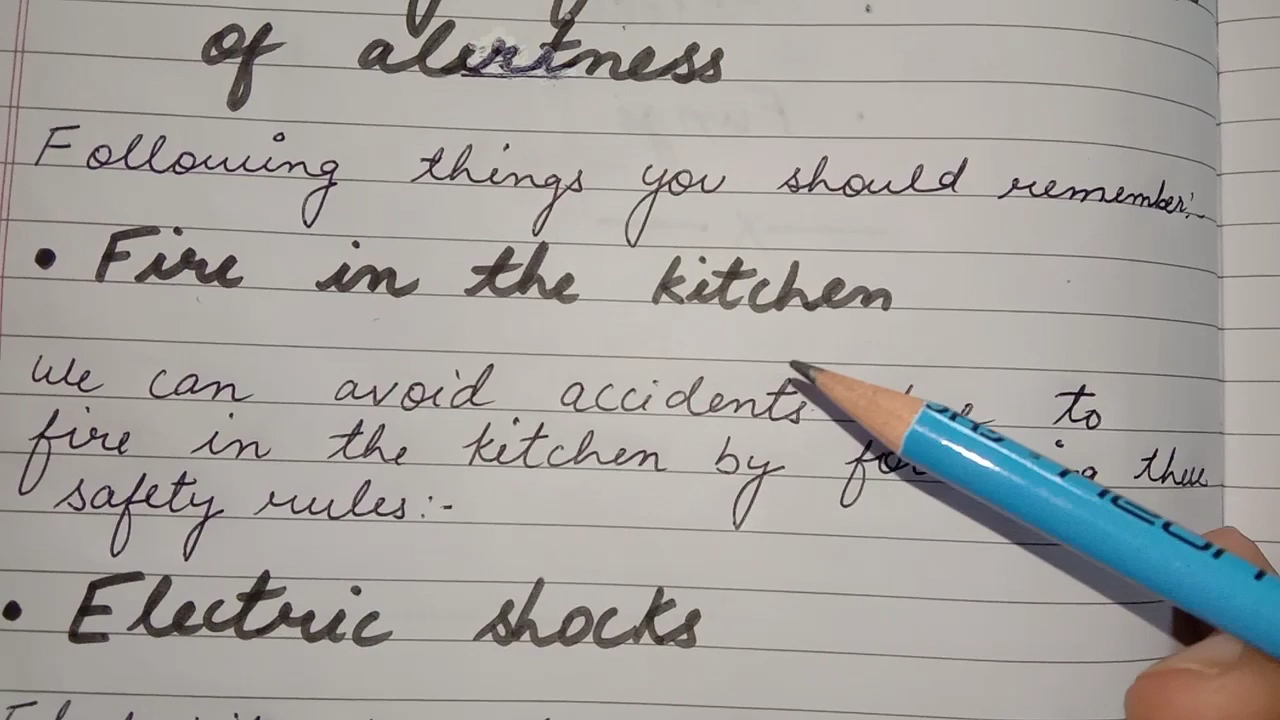 of alertness
Following things you should remember:-
• Fire in the kitchen
We can avoid accidents to
fire in the kitchen by
safety rules:-
• Electric shocks